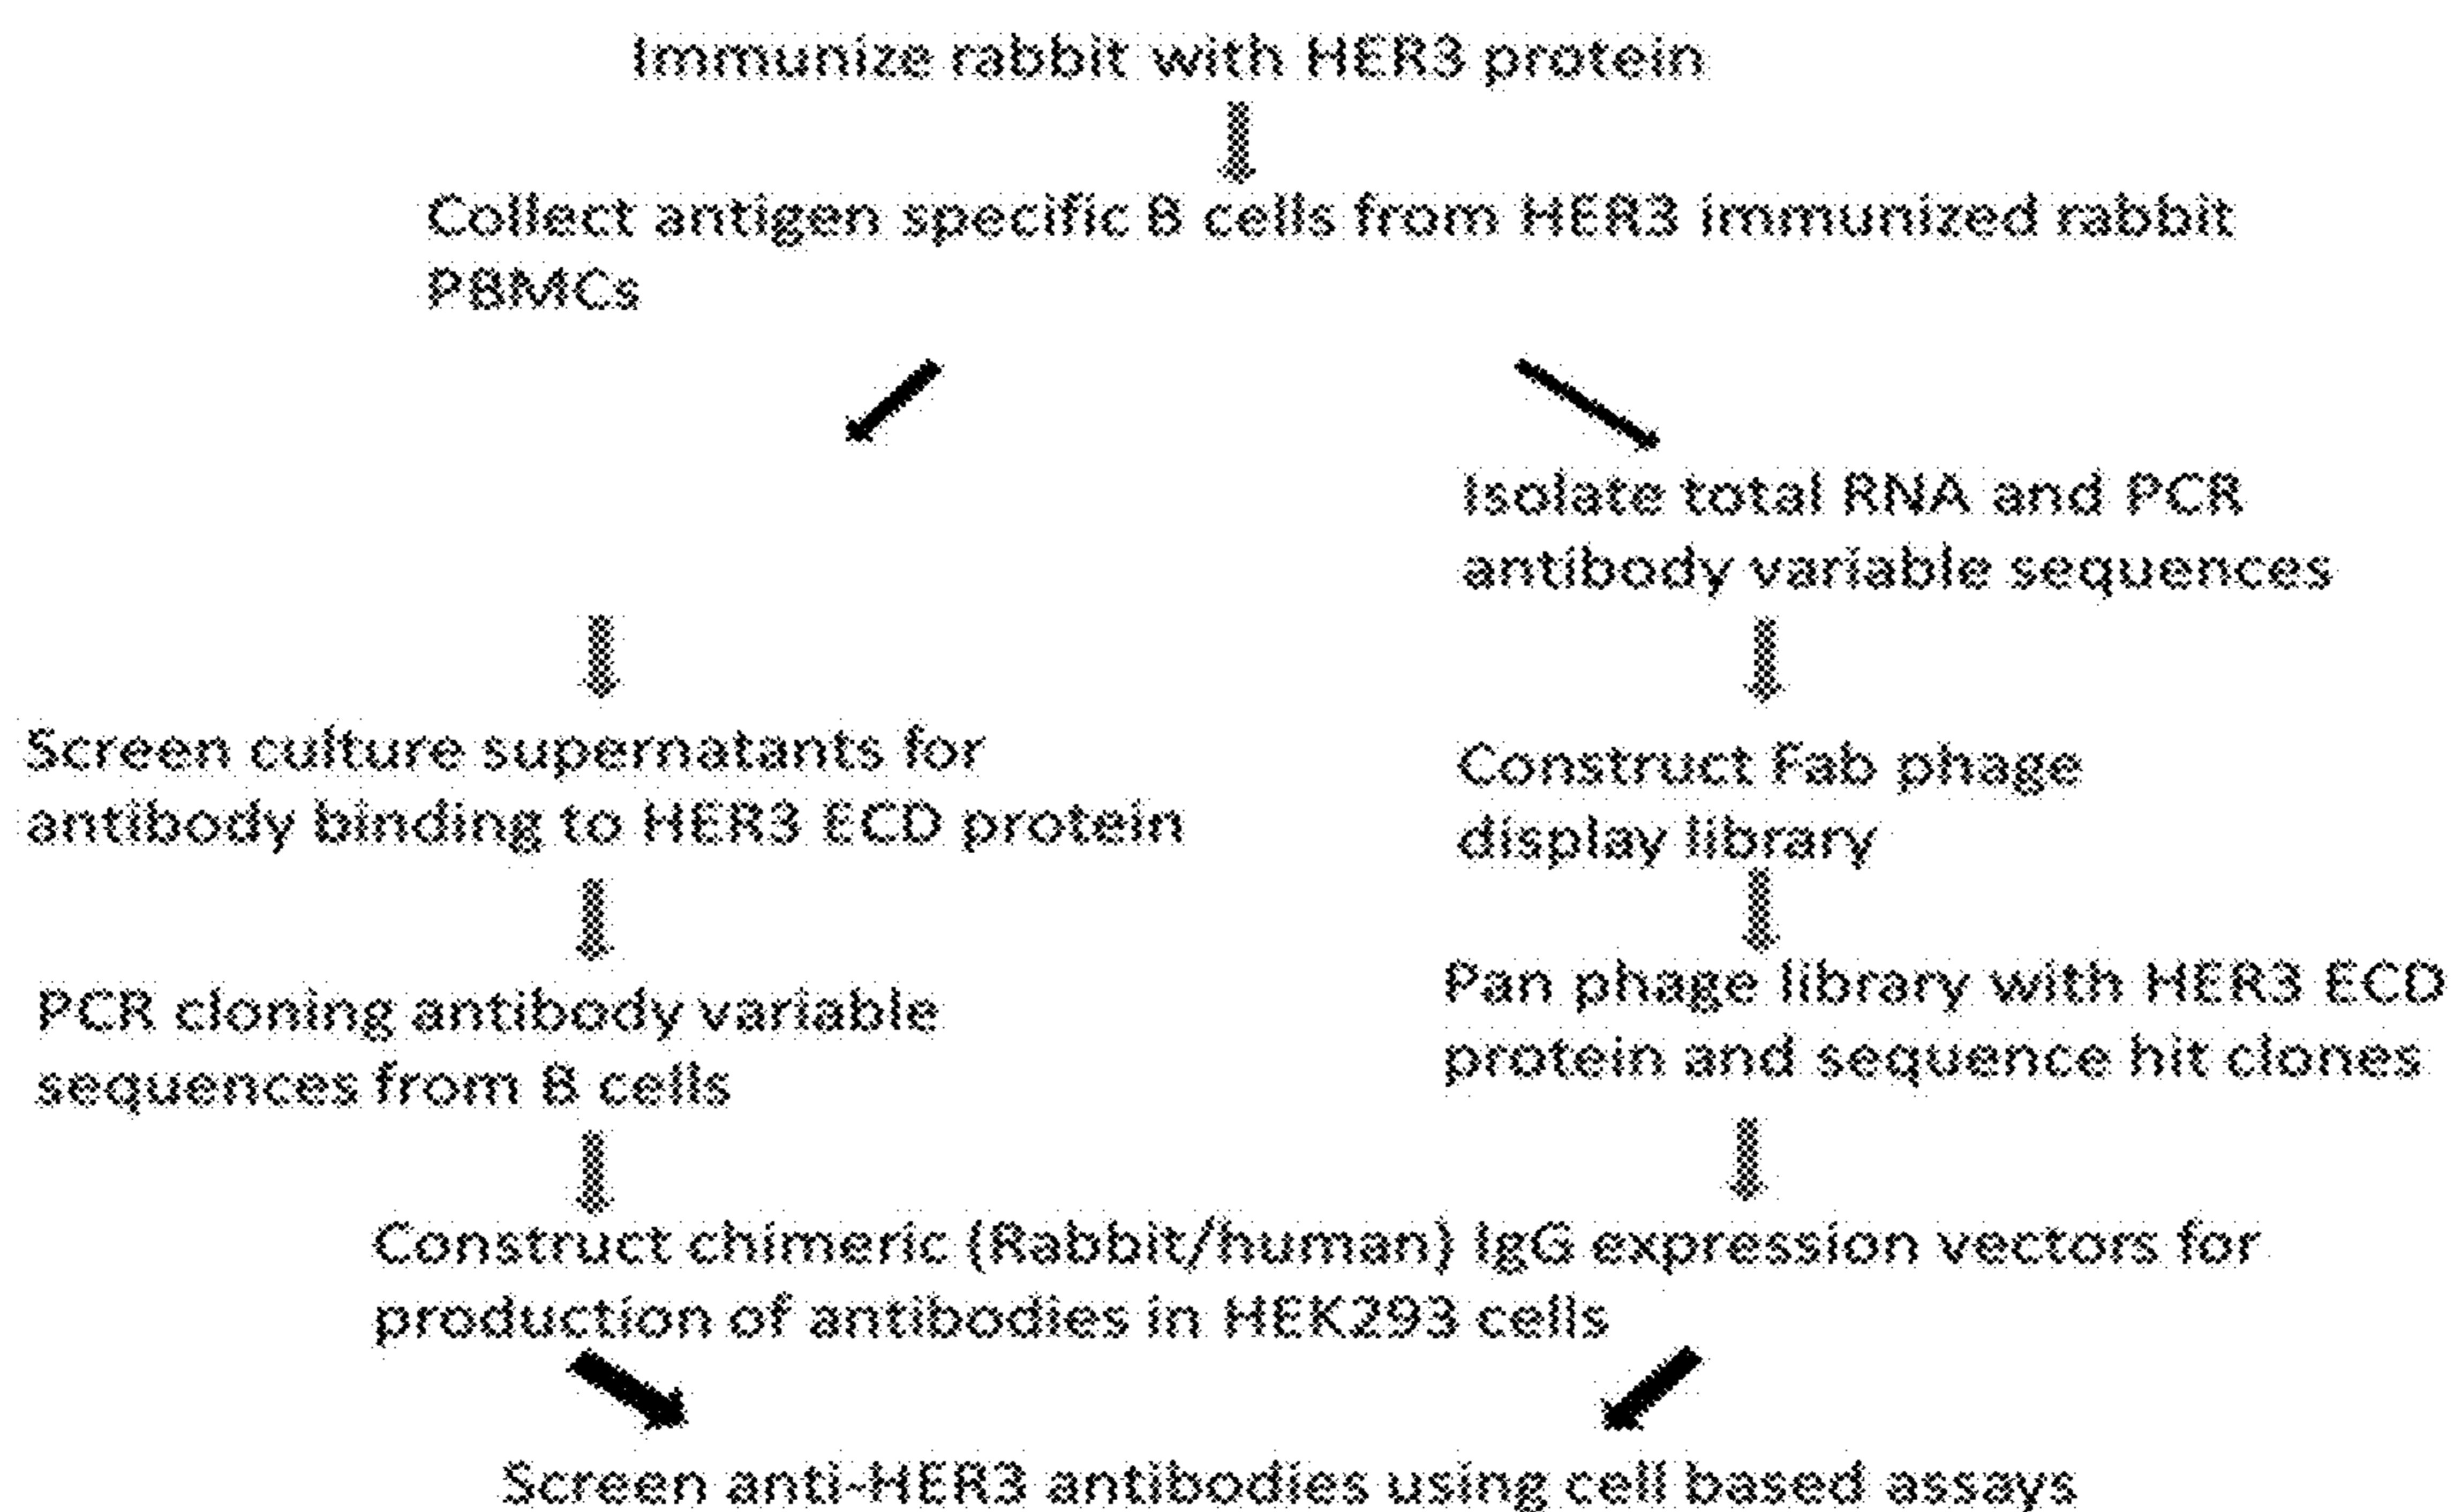 Immunize rabbit with HER3 protein
Collect antigen specific B cells from HER3 immunized rabbit
PBMCs
Isolate total RNA and PCR
antibody variable sequences
Screen culture supernatants for
antibody binding to HER3 ECD protein
Construct Fab phage
display library
PCR cloning antibody variable
sequences from B cells
Pan phage library with HER3 ECD
protein and sequence hit clones
Construct chimeric (Rabbit/human) IgG expression vectors for
production of antibodies in HEK293 cells
Screen anti-HER3 antibodies using cell based assays